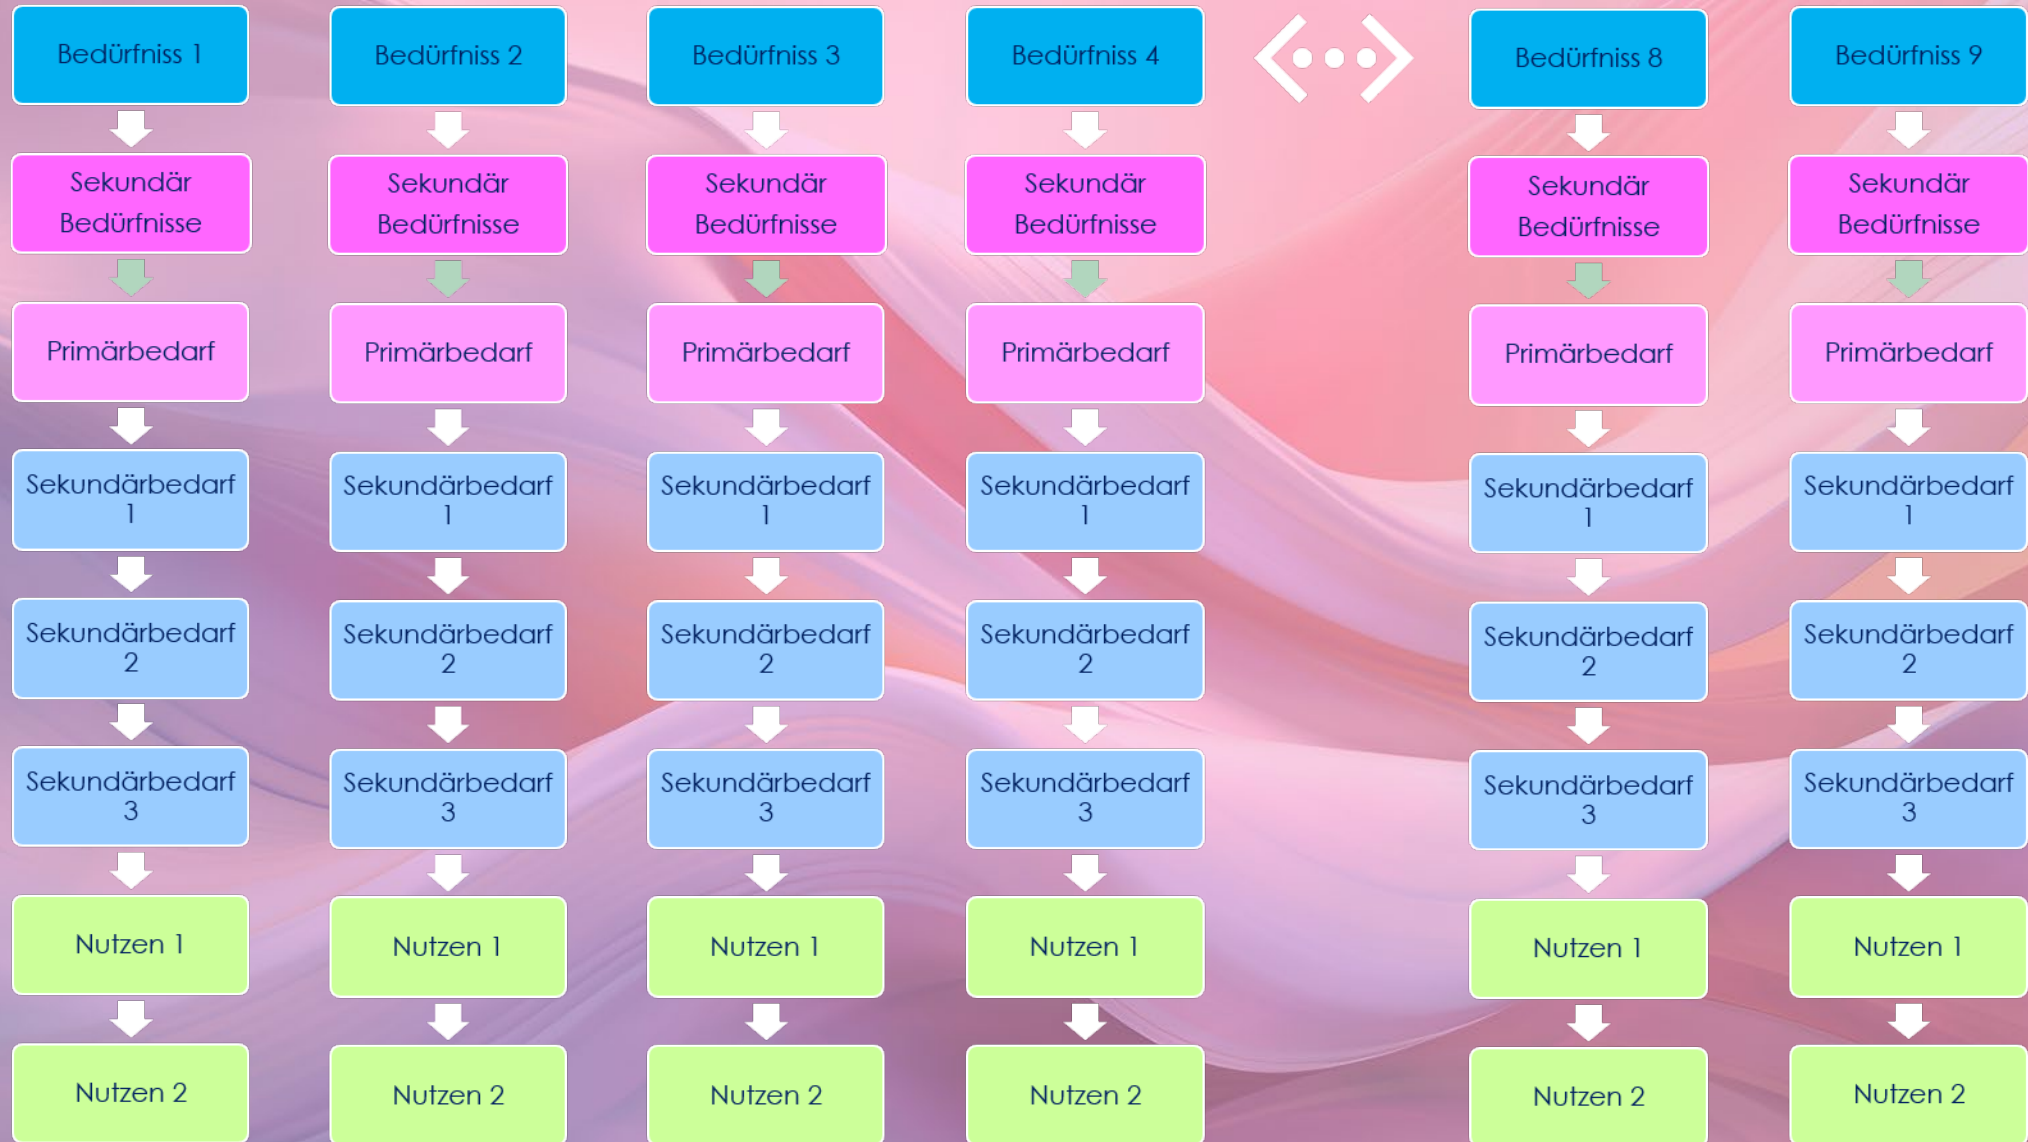 Bedürfniss 1
Bedürfniss 2
Bedürfniss 3
Bedürfniss 4
Bedürfniss 8
Bedürfniss 9
Sekundär
Bedürfnisse
Sekundär
Bedürfnisse
Sekundär
Bedürfnisse
Sekundär
Bedürfnisse
Sekundär
Bedürfnisse
Sekundär
Bedürfnisse
Primärbedarf
Primärbedarf
Primärbedarf
Primärbedarf
Primärbedarf
Primärbedarf
Sekundärbedarf
1
Sekundärbedarf
1
Sekundärbedarf
1
Sekundärbedarf
1
Sekundärbedarf
1
Sekundärbedarf
1
Sekundärbedarf
2
Sekundärbedarf
2
Sekundärbedarf
2
Sekundärbedarf
2
Sekundärbedarf
2
Sekundärbedarf
2
Sekundärbedarf
3
Sekundärbedarf
3
Sekundärbedarf
3
Sekundärbedarf
3
Sekundärbedarf
3
Sekundärbedarf
3
Nutzen 1
Nutzen 1
Nutzen 1
Nutzen 1
Nutzen 1
Nutzen 1
Nutzen 2
Nutzen 2
Nutzen 2
Nutzen 2
Nutzen 2
Nutzen 2